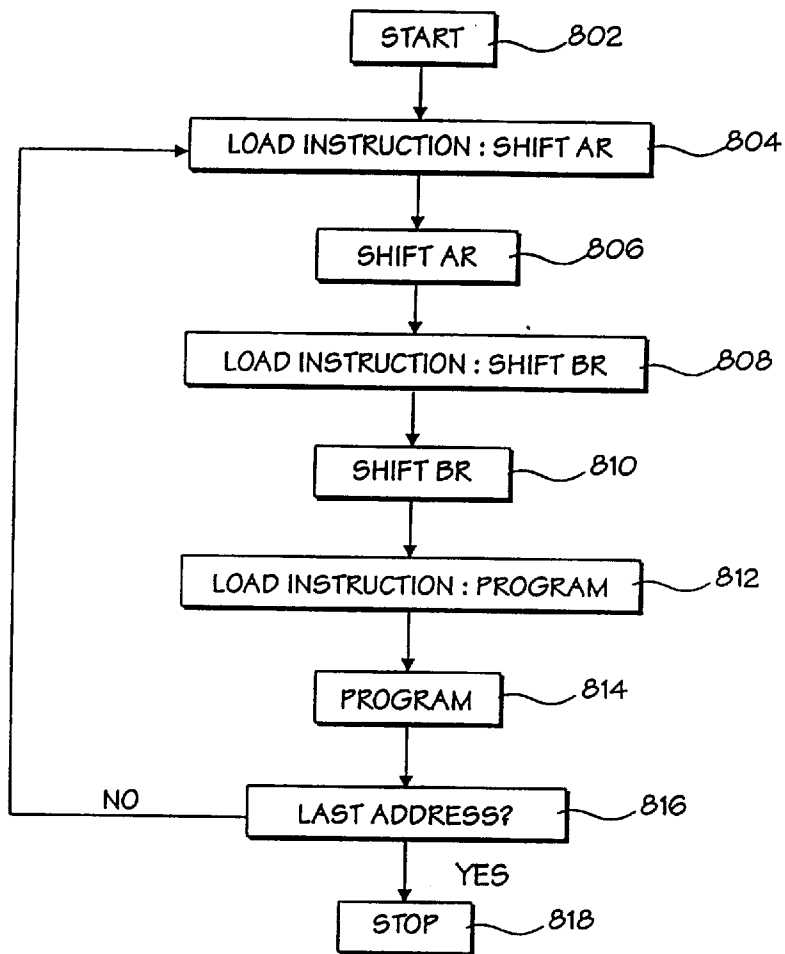 START 802
LOAD INSTRUCTION : SHIFT AR 804
SHIFT AR 806
LOAD INSTRUCTION : SHIFT BR 808
SHIFT BR 810
LOAD INSTRUCTION : PROGRAM 812
PROGRAM 814
NO
LAST ADDRESS? 816
YES
STOP 818